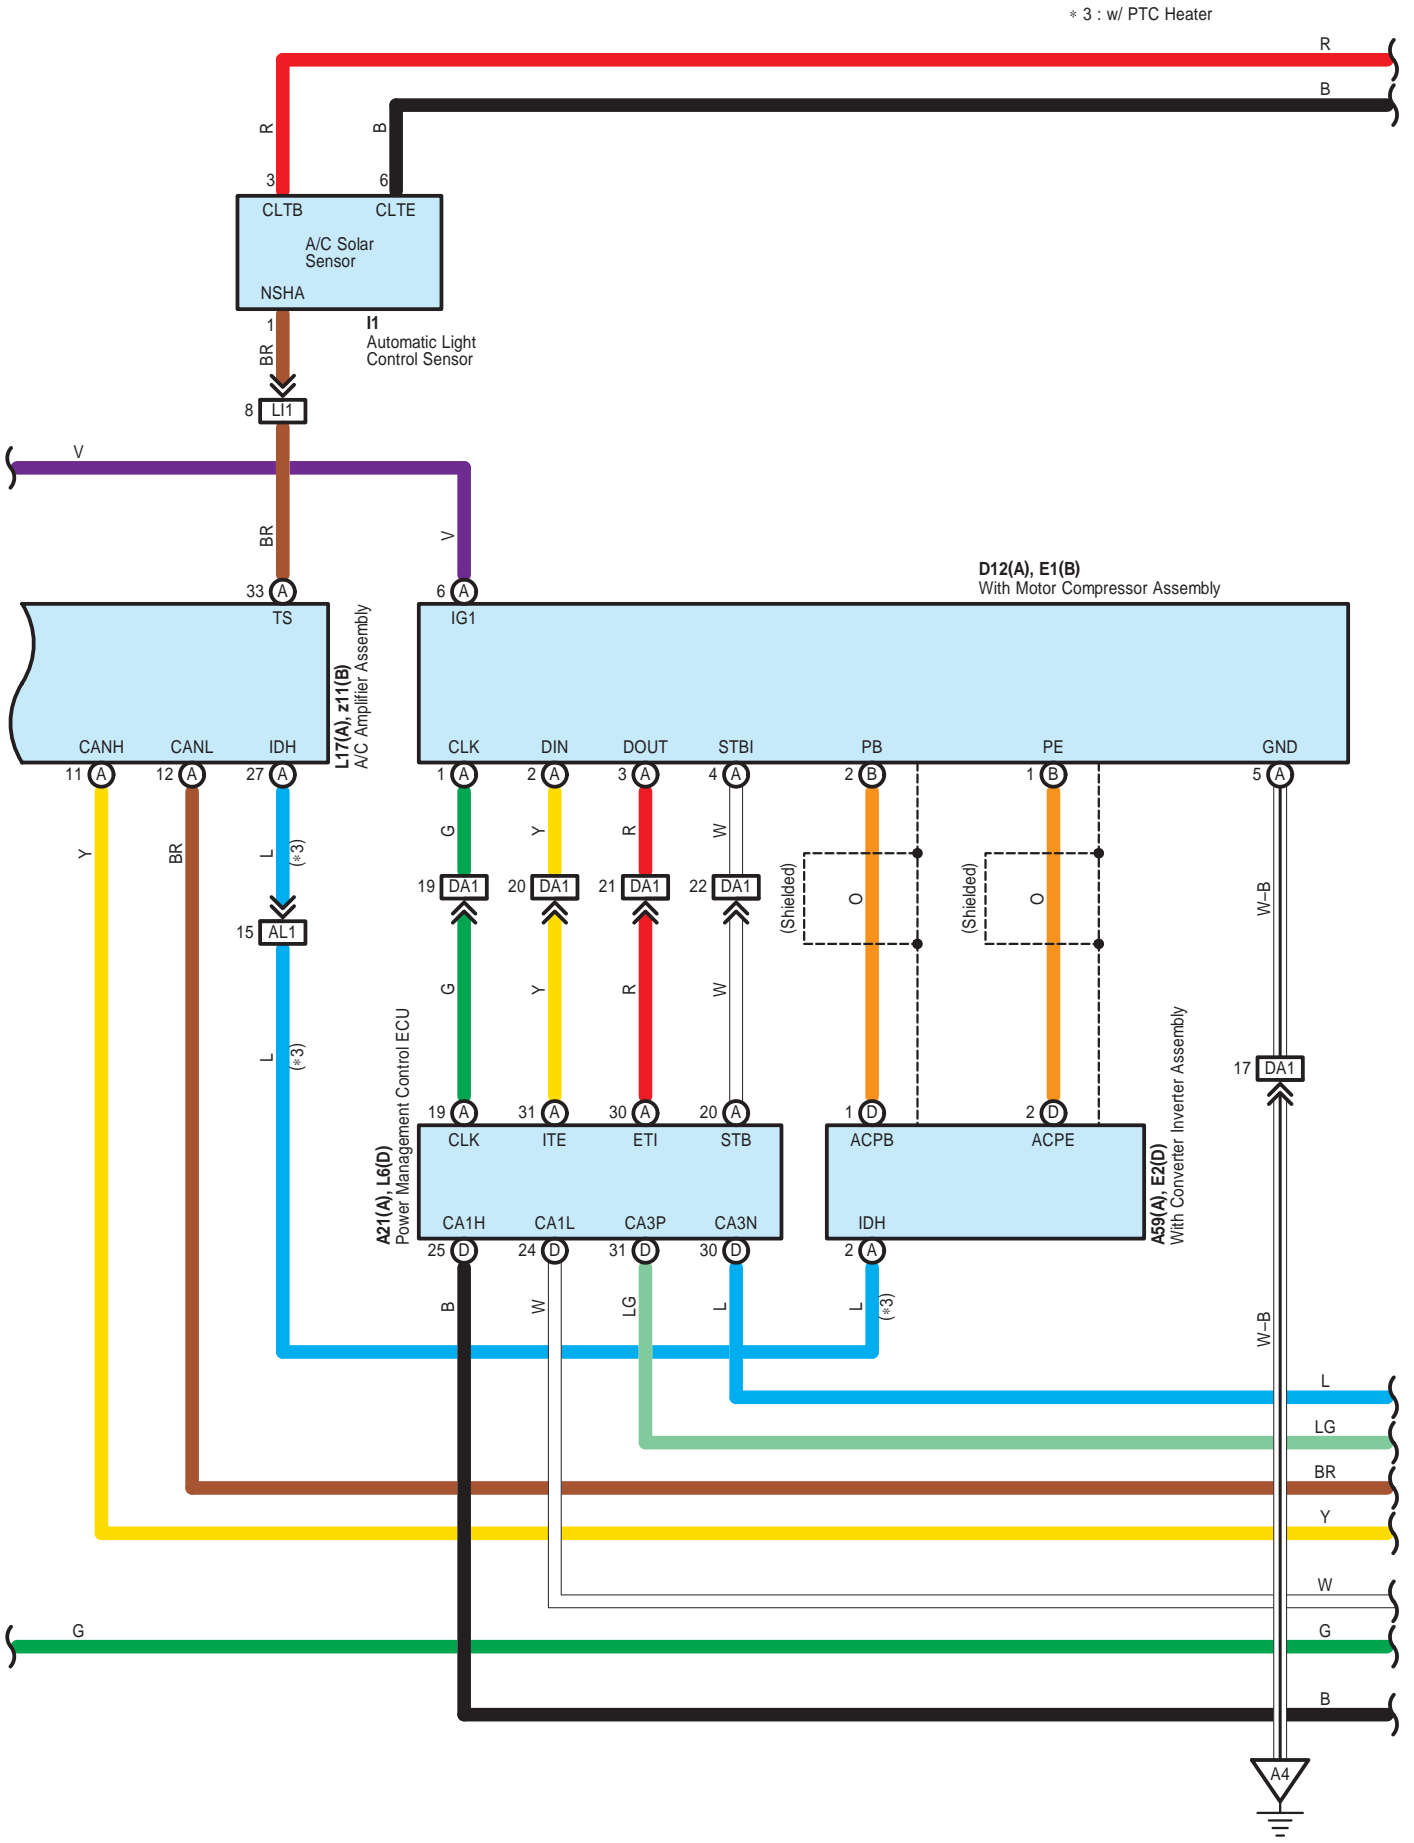 * 3 : w/ PTC Heater
R
B
R
B
3
6
CLTB
CLTE
A/C Solar
Sensor
NSHA
1
I1
Automatic Light
Control Sensor
BR
8
LI1
V
BR
V
D12(A), E1(B)
With Motor Compressor Assembly
33
A
6
A
TS
IG1
L17(A), z11(B)
A/C Amplifier Assembly
CANH
CANL
IDH
CLK
DIN
DOUT
STBI
PB
PE
GND
11
A
12
A
27
A
1
A
2
A
3
A
4
A
2
B
1
B
5
A
Y
BR
L
(*3)
G
Y
R
W
(Shielded)
O
(Shielded)
O
W–B
19
DA1
20
DA1
21
DA1
22
DA1
15
AL1
G
Y
R
W
L
(*3)
17
DA1
A21(A), L6(D)
Power Management Control ECU
A59(A), E2(D)
With Converter Inverter Assembly
19
A
31
A
30
A
20
A
1
D
2
D
CLK
ITE
ETI
STB
ACPB
ACPE
CA1H
CA1L
CA3P
CA3N
IDH
25
D
24
D
31
D
30
D
2
A
B
W
LG
L
L
(*3)
W–B
L
LG
BR
Y
W
G
G
B
A4